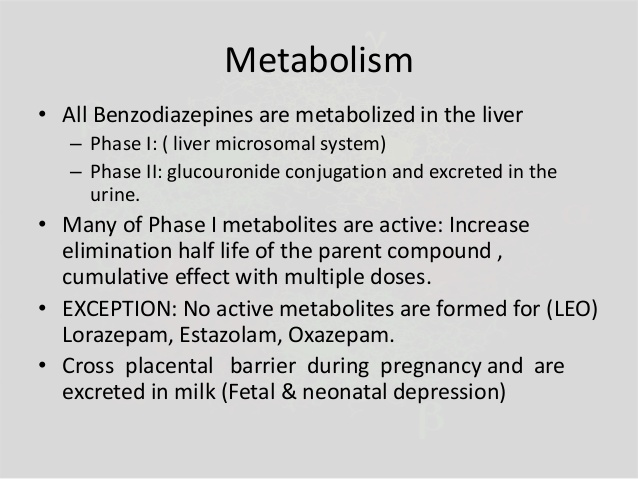 Metabolism
• All Benzodiazepines are metabolized in the liver
– Phase I: ( liver microsomal system)
– Phase II: glucouronide conjugation and excreted in the
urine.
• Many of Phase I metabolites are active: Increase
elimination half life of the parent compound ,
cumulative effect with multiple doses.
• EXCEPTION: No active metabolites are formed for (LEO)
Lorazepam, Estazolam, Oxazepam.
• Cross placental barrier during pregnancy and are
excreted in milk (Fetal & neonatal depression)